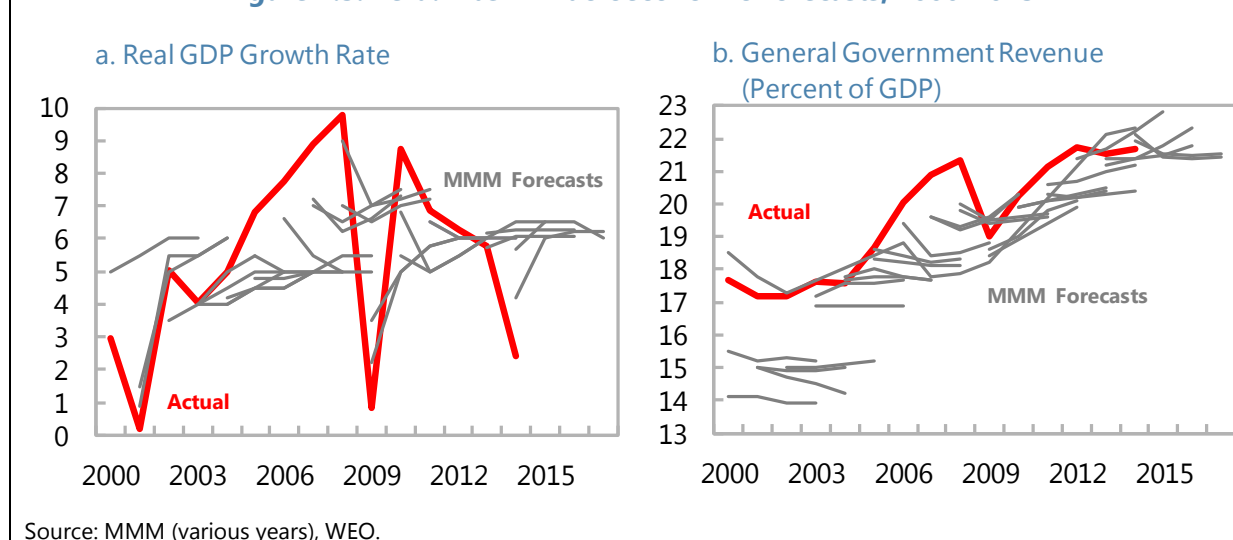 a. Real GDP Growth Rate
10
9
8
7
6
5
4
3
2
1
0
MMM Forecasts
Actual
2000 2003 2006 2009 2012 2015
b. General Government Revenue
(Percent of GDP)
23
22
21
20
19
18
17
16
15
14
13
Actual
MMM Forecasts
2000 2003 2006 2009 2012 2015
Source: MMM (various years), WEO.